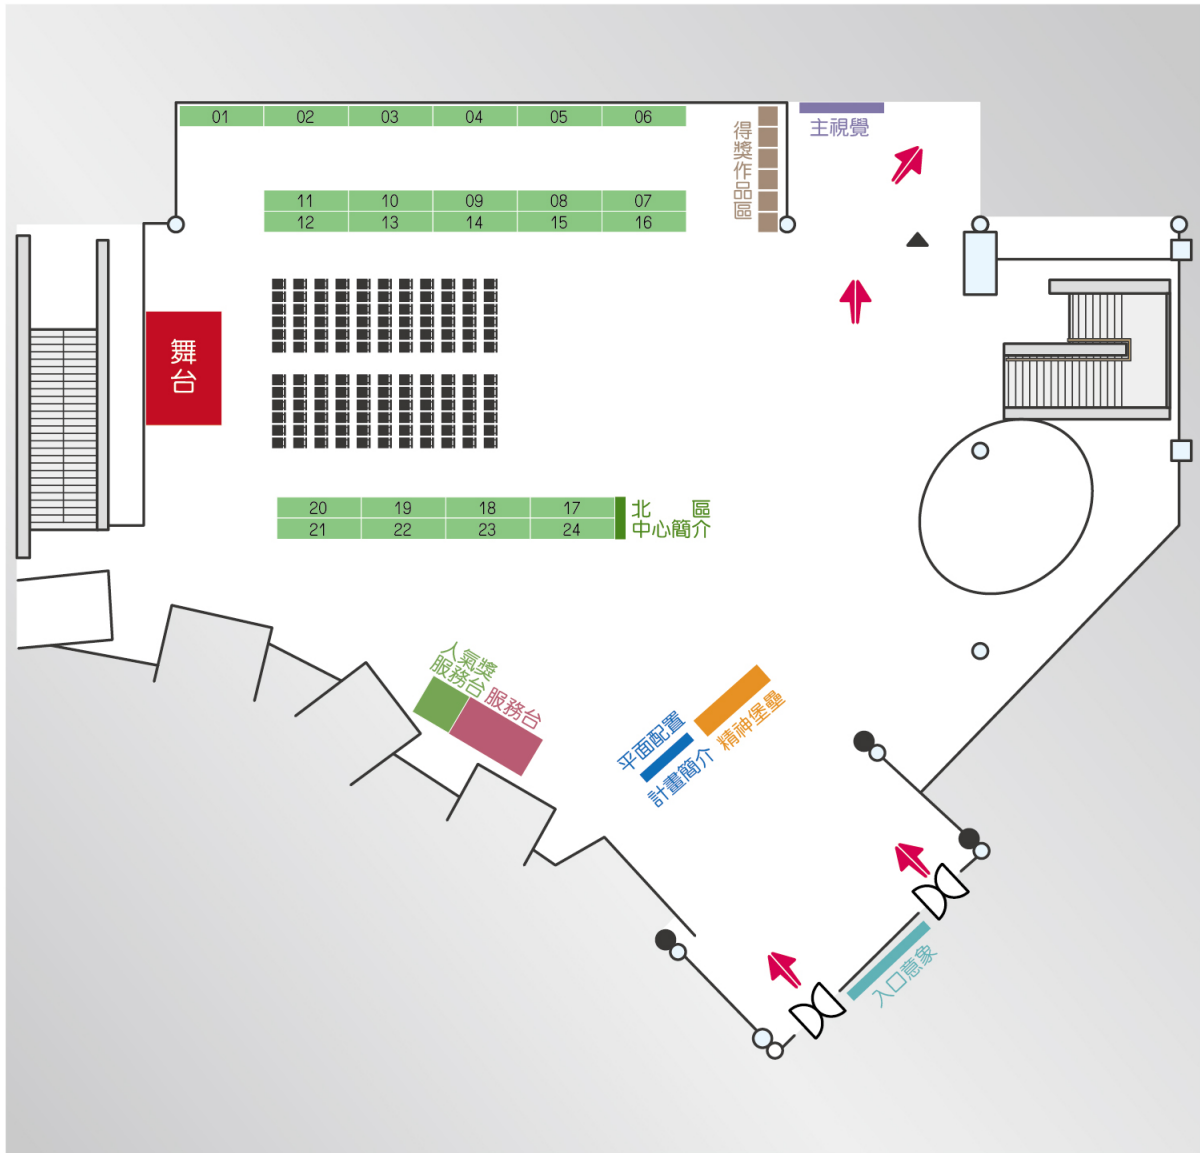 01 02 03 04 05 06
得獎作品區
主視覺
11 10 09 08 07
12 13 14 15 16
舞台
20 19 18 17
21 22 23 24
北 區
中心簡介
人氣獎
服務台
服務台
平面配置
計畫簡介
精神堡壘
入口意象